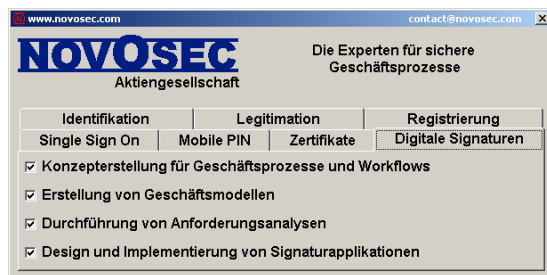 www.novosec.com contact@novosec.com
NOVOSEC
Aktiengesellschaft
Die Experten für sichere
Geschäftsprozesse
Identifikation Legitimation Registrierung
Single Sign On Mobile PIN Zertifikate Digitale Signaturen
Konzepterstellung für Geschäftsprozesse und Workflows
Erstellung von Geschäftsmodellen
Durchführung von Anforderungsanalysen
Design und Implementierung von Signaturapplikationen